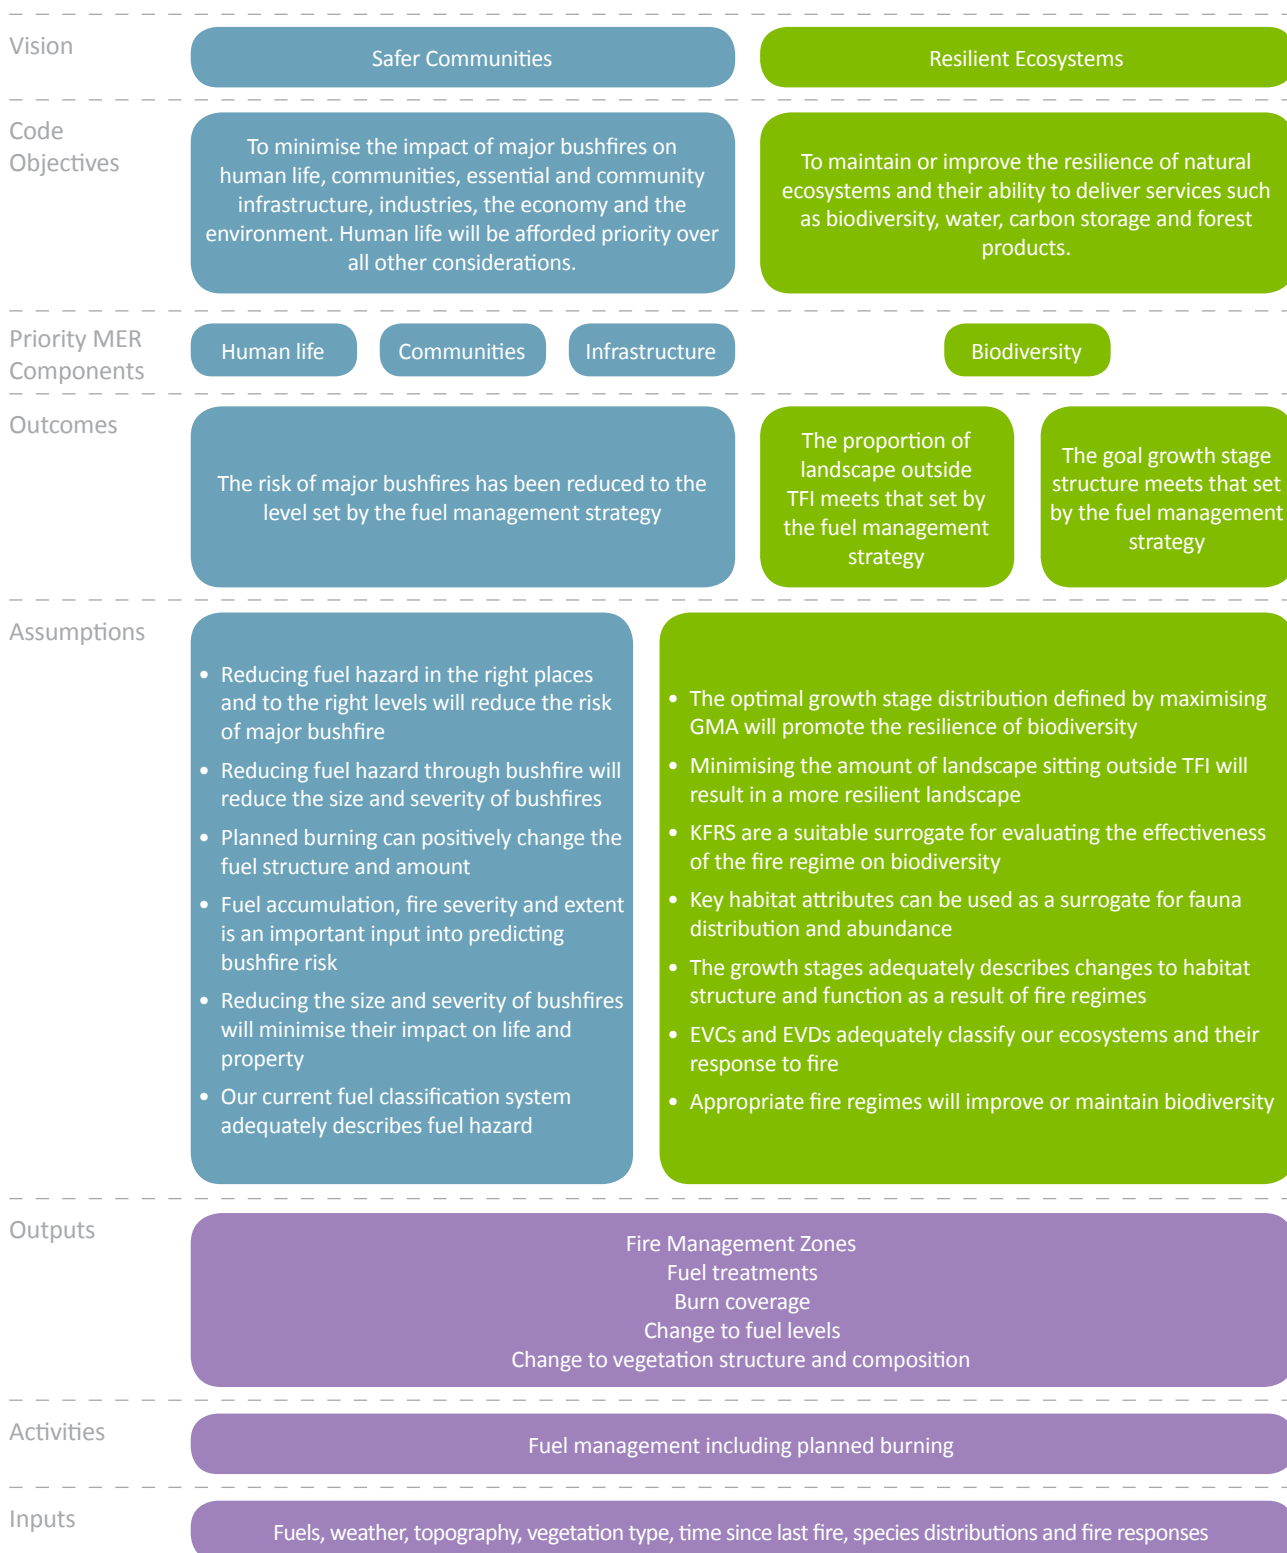 Vision
Safer Communities
Resilient Ecosystems
Code
Objectives
To minimise the impact of major bushfires on
human life, communities, essential and community
infrastructure, industries, the economy and the
environment. Human life will be afforded priority over
all other considerations.
To maintain or improve the resilience of natural
ecosystems and their ability to deliver services such
as biodiversity, water, carbon storage and forest
products.
Priority MER
Components
Human life
Communities
Infrastructure
Biodiversity
Outcomes
The risk of major bushfires has been reduced to the
level set by the fuel management strategy
The proportion of
landscape outside
TFI meets that set by
the fuel management
strategy
The goal growth stage
structure meets that set
by the fuel management
strategy
Assumptions
• Reducing fuel hazard in the right places
and to the right levels will reduce the risk
of major bushfire
• Reducing fuel hazard through bushfire will
reduce the size and severity of bushfires
• Planned burning can positively change the
fuel structure and amount
• Fuel accumulation, fire severity and extent
is an important input into predicting
bushfire risk
• Reducing the size and severity of bushfires
will minimise their impact on life and
property
• Our current fuel classification system
adequately describes fuel hazard
• The optimal growth stage distribution defined by maximising
GMA will promote the resilience of biodiversity
• Minimising the amount of landscape sitting outside TFI will
result in a more resilient landscape
• KFRS are a suitable surrogate for evaluating the effectiveness
of the fire regime on biodiversity
• Key habitat attributes can be used as a surrogate for fauna
distribution and abundance
• The growth stages adequately describes changes to habitat
structure and function as a result of fire regimes
• EVCs and EVDs adequately classify our ecosystems and their
response to fire
• Appropriate fire regimes will improve or maintain biodiversity
Outputs
Fire Management Zones
Fuel treatments
Burn coverage
Change to fuel levels
Change to vegetation structure and composition
Activities
Fuel management including planned burning
Inputs
Fuels, weather, topography, vegetation type, time since last fire, species distributions and fire responses